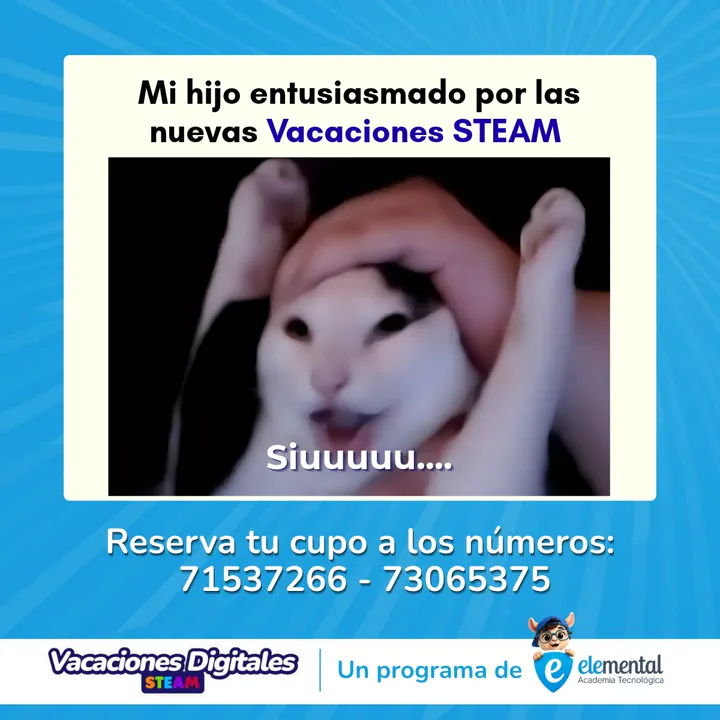 Mi hijo entusiasmado por las
nuevas Vacaciones STEAM
Siuuuuu....
Reserva tu cupo a los números:
71537266 - 73065375
Vacaciones Digitales
STEAM
Un programa de
e
elemental
Academia Tecnológica